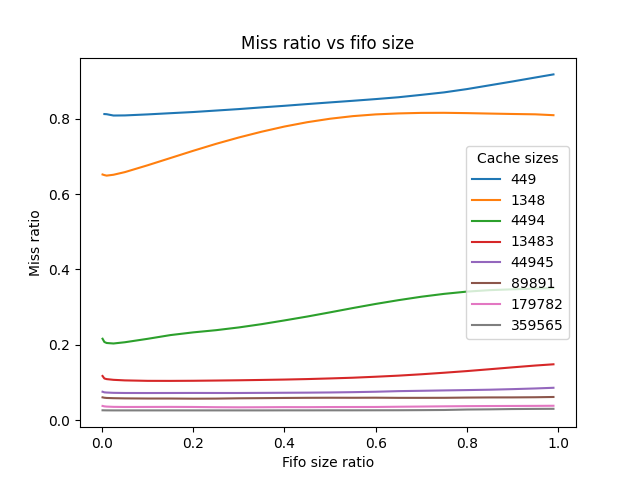 Miss ratio vs fifo size
Miss ratio
0.8
0.6
0.4
0.2
0.0
Cache sizes
449
1348
4494
13483
44945
89891
179782
359565
0.0 0.2 0.4 0.6 0.8 1.0
Fifo size ratio